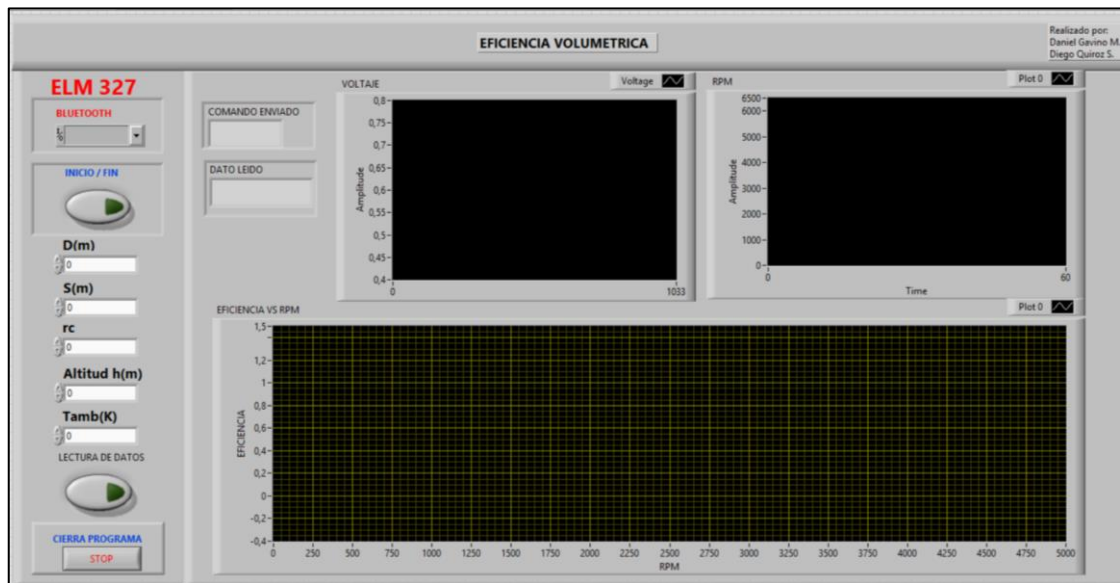 EFICIENCIA VOLUMETRICA
Realizado por:
Daniel Gavino M.
Diego Quiroz S.
ELM 327
BLUETOOTH
INICIO / FIN
D(m)
0
S(m)
0
rc
0
Altitud h(m)
0
Tamb(K)
0
LECTURA DE DATOS
CIERRA PROGRAMA
STOP
COMANDO ENVIADO
DATO LEIDO
VOLTAJE
Voltage
0,8
0,75
0,7
0,65
0,6
0,55
0,5
0,45
0,4
Amplitude
0 1033
RPM
Plot 0
6500
6000
5000
4000
3000
2000
1000
0
Amplitude
0 60
Time
EFICIENCIA VS RPM
Plot 0
1,5
1,2
1
0,8
0,6
0,4
0,2
0
-0,2
-0,4
EFICIENCIA
0 250 500 750 1000 1250 1500 1750 2000 2250 2500 2750 3000 3250 3500 3750 4000 4250 4500 4750 5000
RPM